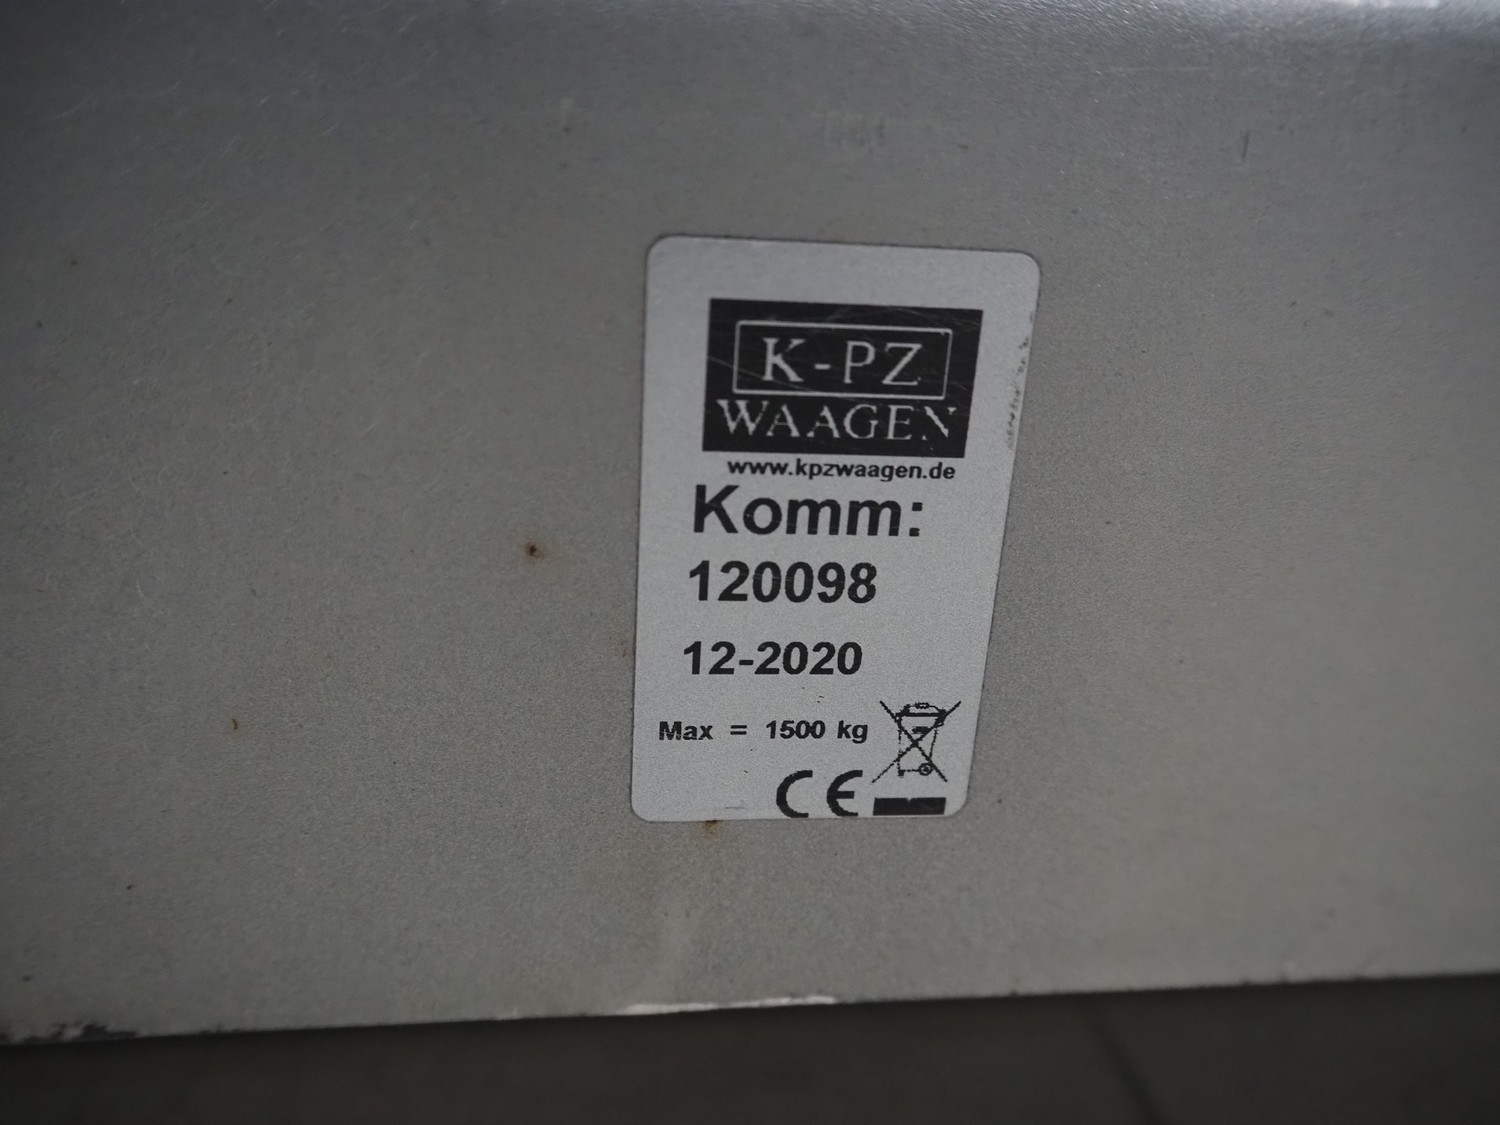 K-PZ
WAAGEN
www.kpzwaagen.de
Komm:
120098
12-2020
Max = 1500 kg
CE